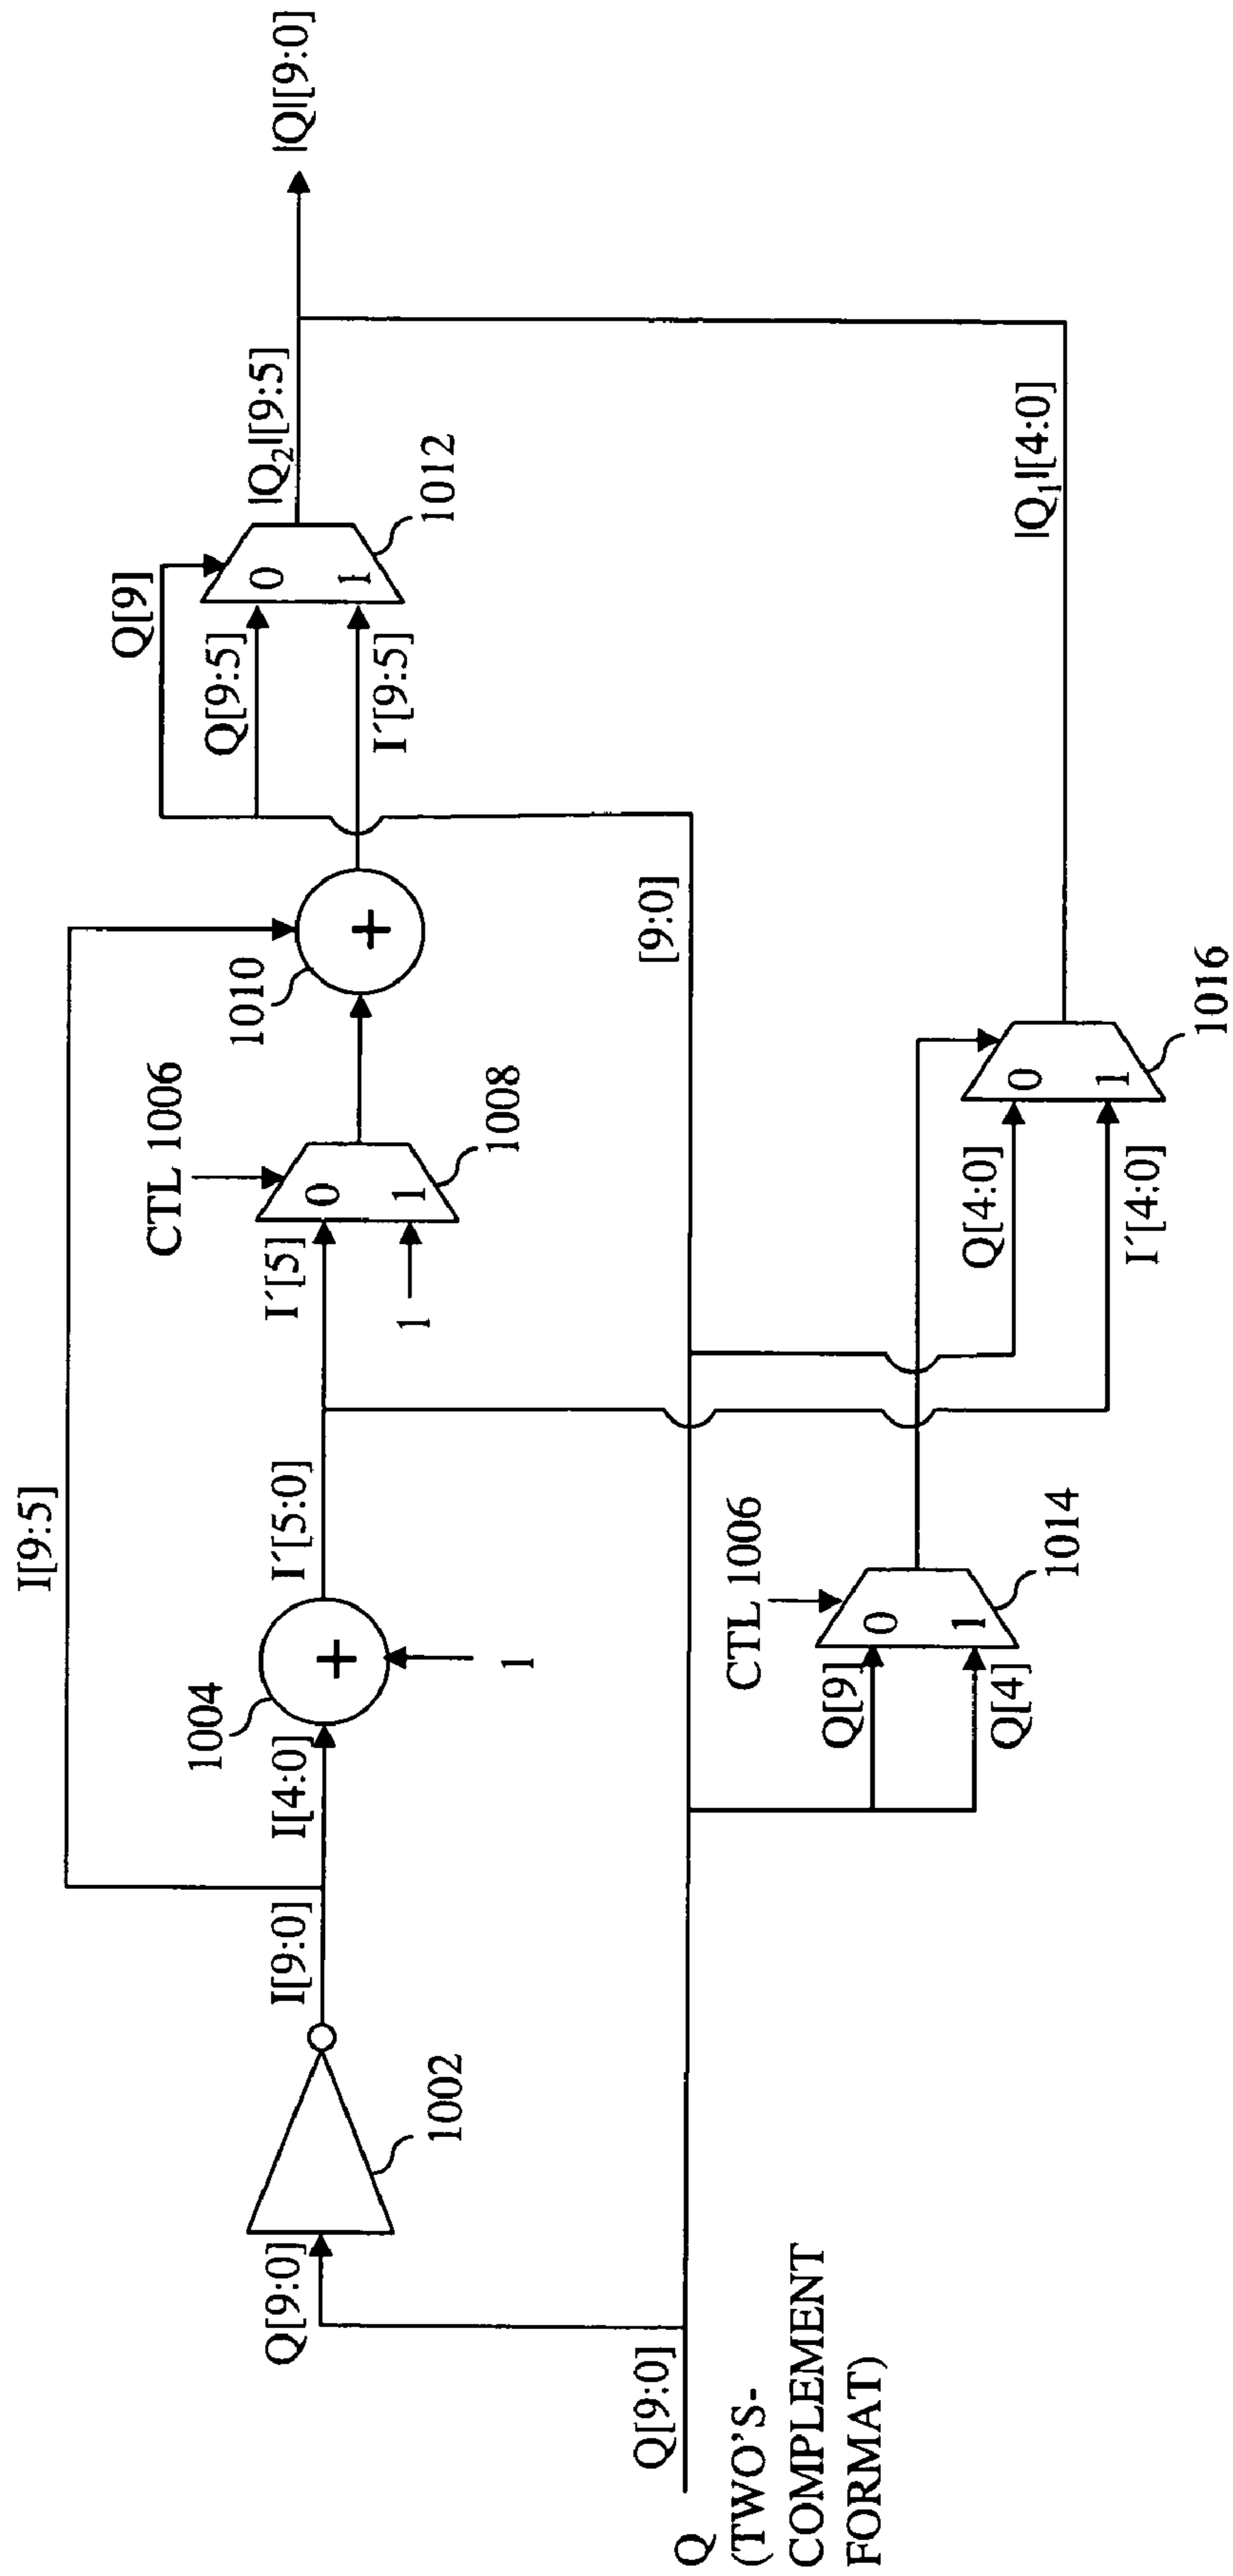 Q
(TWO'S-
COMPLEMENT
FORMAT)
Q[9:0]
Q[9:0]
1002
I[9:0]
I[9:5]
I[4:0]
1004
1
I´[5:0]
Q[9]
Q[4]
CTL 1006
0
1
1014
I´[5]
1
CTL 1006
0
1
1008
1010
+
+
[9:0]
Q[4:0]
I´[4:0]
0
1
1016
Q[9]
Q[9:5]
I´[9:5]
0
1
1012
|Q₂|[9:5]
|Q₁|[4:0]
|Q|[9:0]